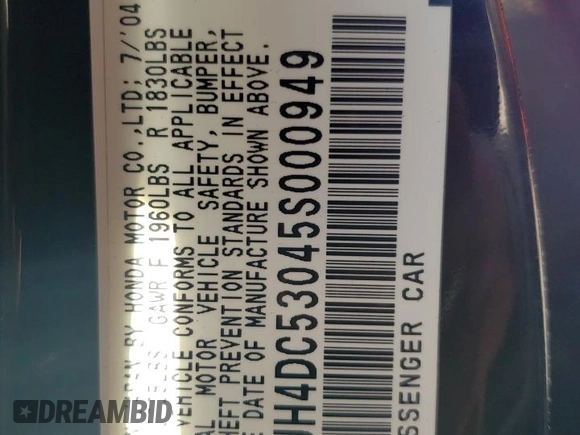 BY HONDA MOTOR CO.,LTD; 7/'04
GAWR F 1960LBS R 1830LBS
VEHICLE CONFORMS TO ALL APPLICABLE
AL MOTOR VEHICLE SAFETY, BUMPER,
HEFT PREVENTION STANDARDS IN EFFECT
E DATE OF MANUFACTURE SHOWN ABOVE.
JH4DC53045S000949
SSENGER CAR
DREAMBID